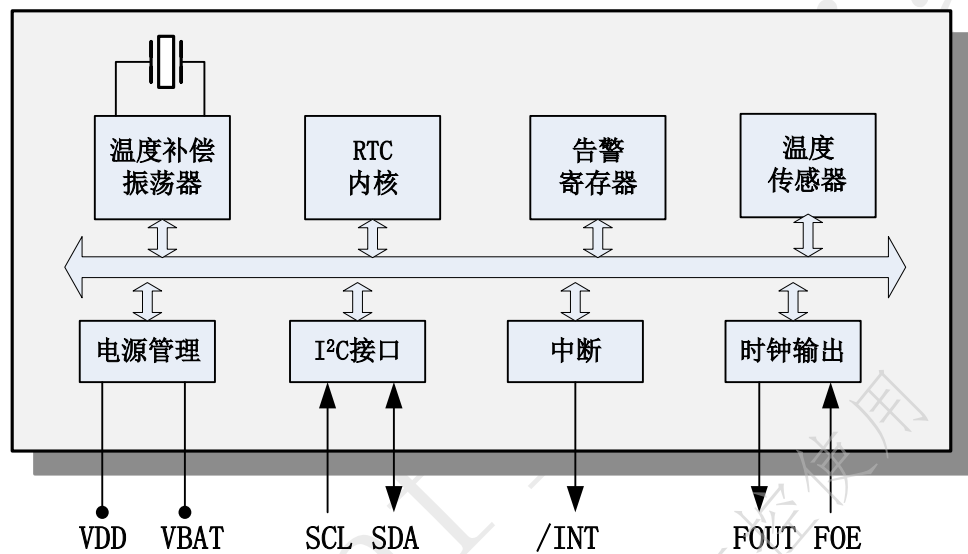 温度补偿
振荡器
RTC
内核
告警
寄存器
温度
传感器
电源管理
I²C接口
中断
时钟输出
VDD VBAT SCL SDA /INT FOUT FOE